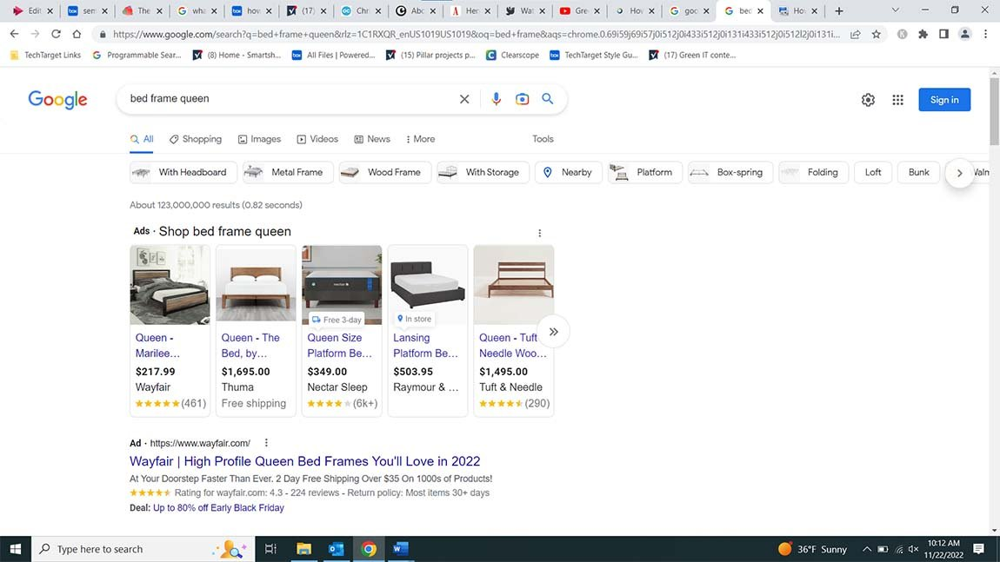 Edit
sem
The
wha
how
(17)
Chri
Abo
Her
Wat
Gre
How
goo
bed
How
https://www.google.com/search?q=bed+frame+queen&rlz=1C1RXQR_enUS1019US1019&oq=bed+frame&aqs=chrome.0.69i59j69i57j0i512j0i433i512j0i131i433i512j0i512l2j0i131i...
TechTarget Links
Programmable Sear...
(8) Home - Smartsh...
All Files | Powered...
(15) Pillar projects p...
Clearscope
TechTarget Style Gu...
(17) Green IT conte...
Google
bed frame queen
Sign in
All
Shopping
Images
Videos
News
More
Tools
With Headboard
Metal Frame
Wood Frame
With Storage
Nearby
Platform
Box-spring
Folding
Loft
Bunk
About 123,000,000 results (0.82 seconds)
Ads · Shop bed frame queen
Queen -
Marilee...
$217.99
Wayfair
(461)
Queen - The
Bed, by...
$1,695.00
Thuma
Free shipping
nectar
Free 3-day
Queen Size
Platform Be...
$349.00
Nectar Sleep
(6k+)
In store
Lansing
Platform Be...
$503.95
Raymour & ...
Queen - Tuft
Needle Woo...
$1,495.00
Tuft & Needle
(290)
Ad · https://www.wayfair.com/
Wayfair | High Profile Queen Bed Frames You'll Love in 2022
At Your Doorstep Faster Than Ever. 2 Day Free Shipping Over $35 On 1000s of Products!
Rating for wayfair.com: 4.3 - 224 reviews - Return policy: Most items 30+ days
Deal: Up to 80% off Early Black Friday
Type here to search
36°F Sunny
10:12 AM
11/22/2022